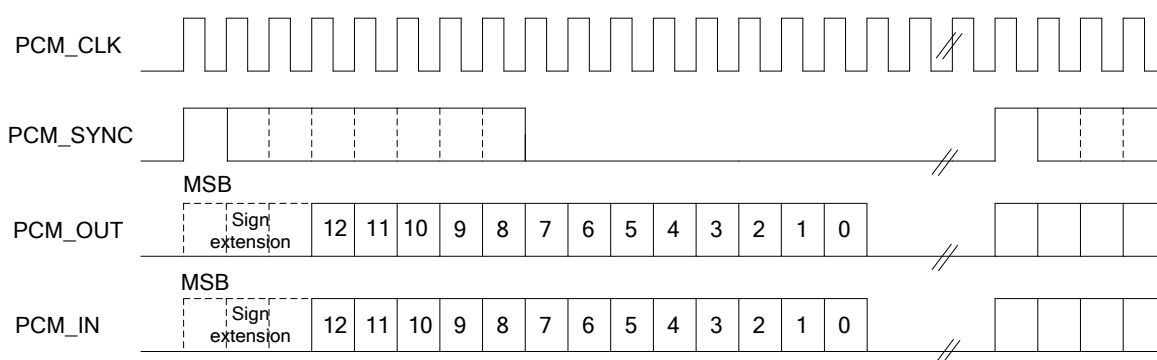 PCM_CLK
PCM_SYNC
MSB
PCM_OUT
Sign
extension
12 11 10 9 8 7 6 5 4 3 2 1 0
MSB
PCM_IN
Sign
extension
12 11 10 9 8 7 6 5 4 3 2 1 0